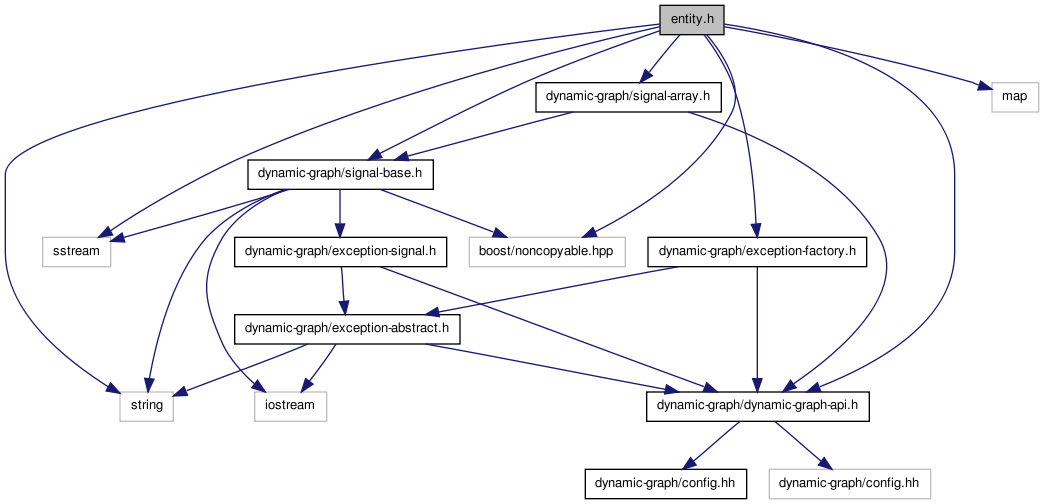 entity.h
dynamic-graph/signal-array.h
map
dynamic-graph/signal-base.h
sstream
dynamic-graph/exception-signal.h
boost/noncopyable.hpp
dynamic-graph/exception-factory.h
dynamic-graph/exception-abstract.h
string
iostream
dynamic-graph/dynamic-graph-api.h
dynamic-graph/config.hh
dynamic-graph/config.hh